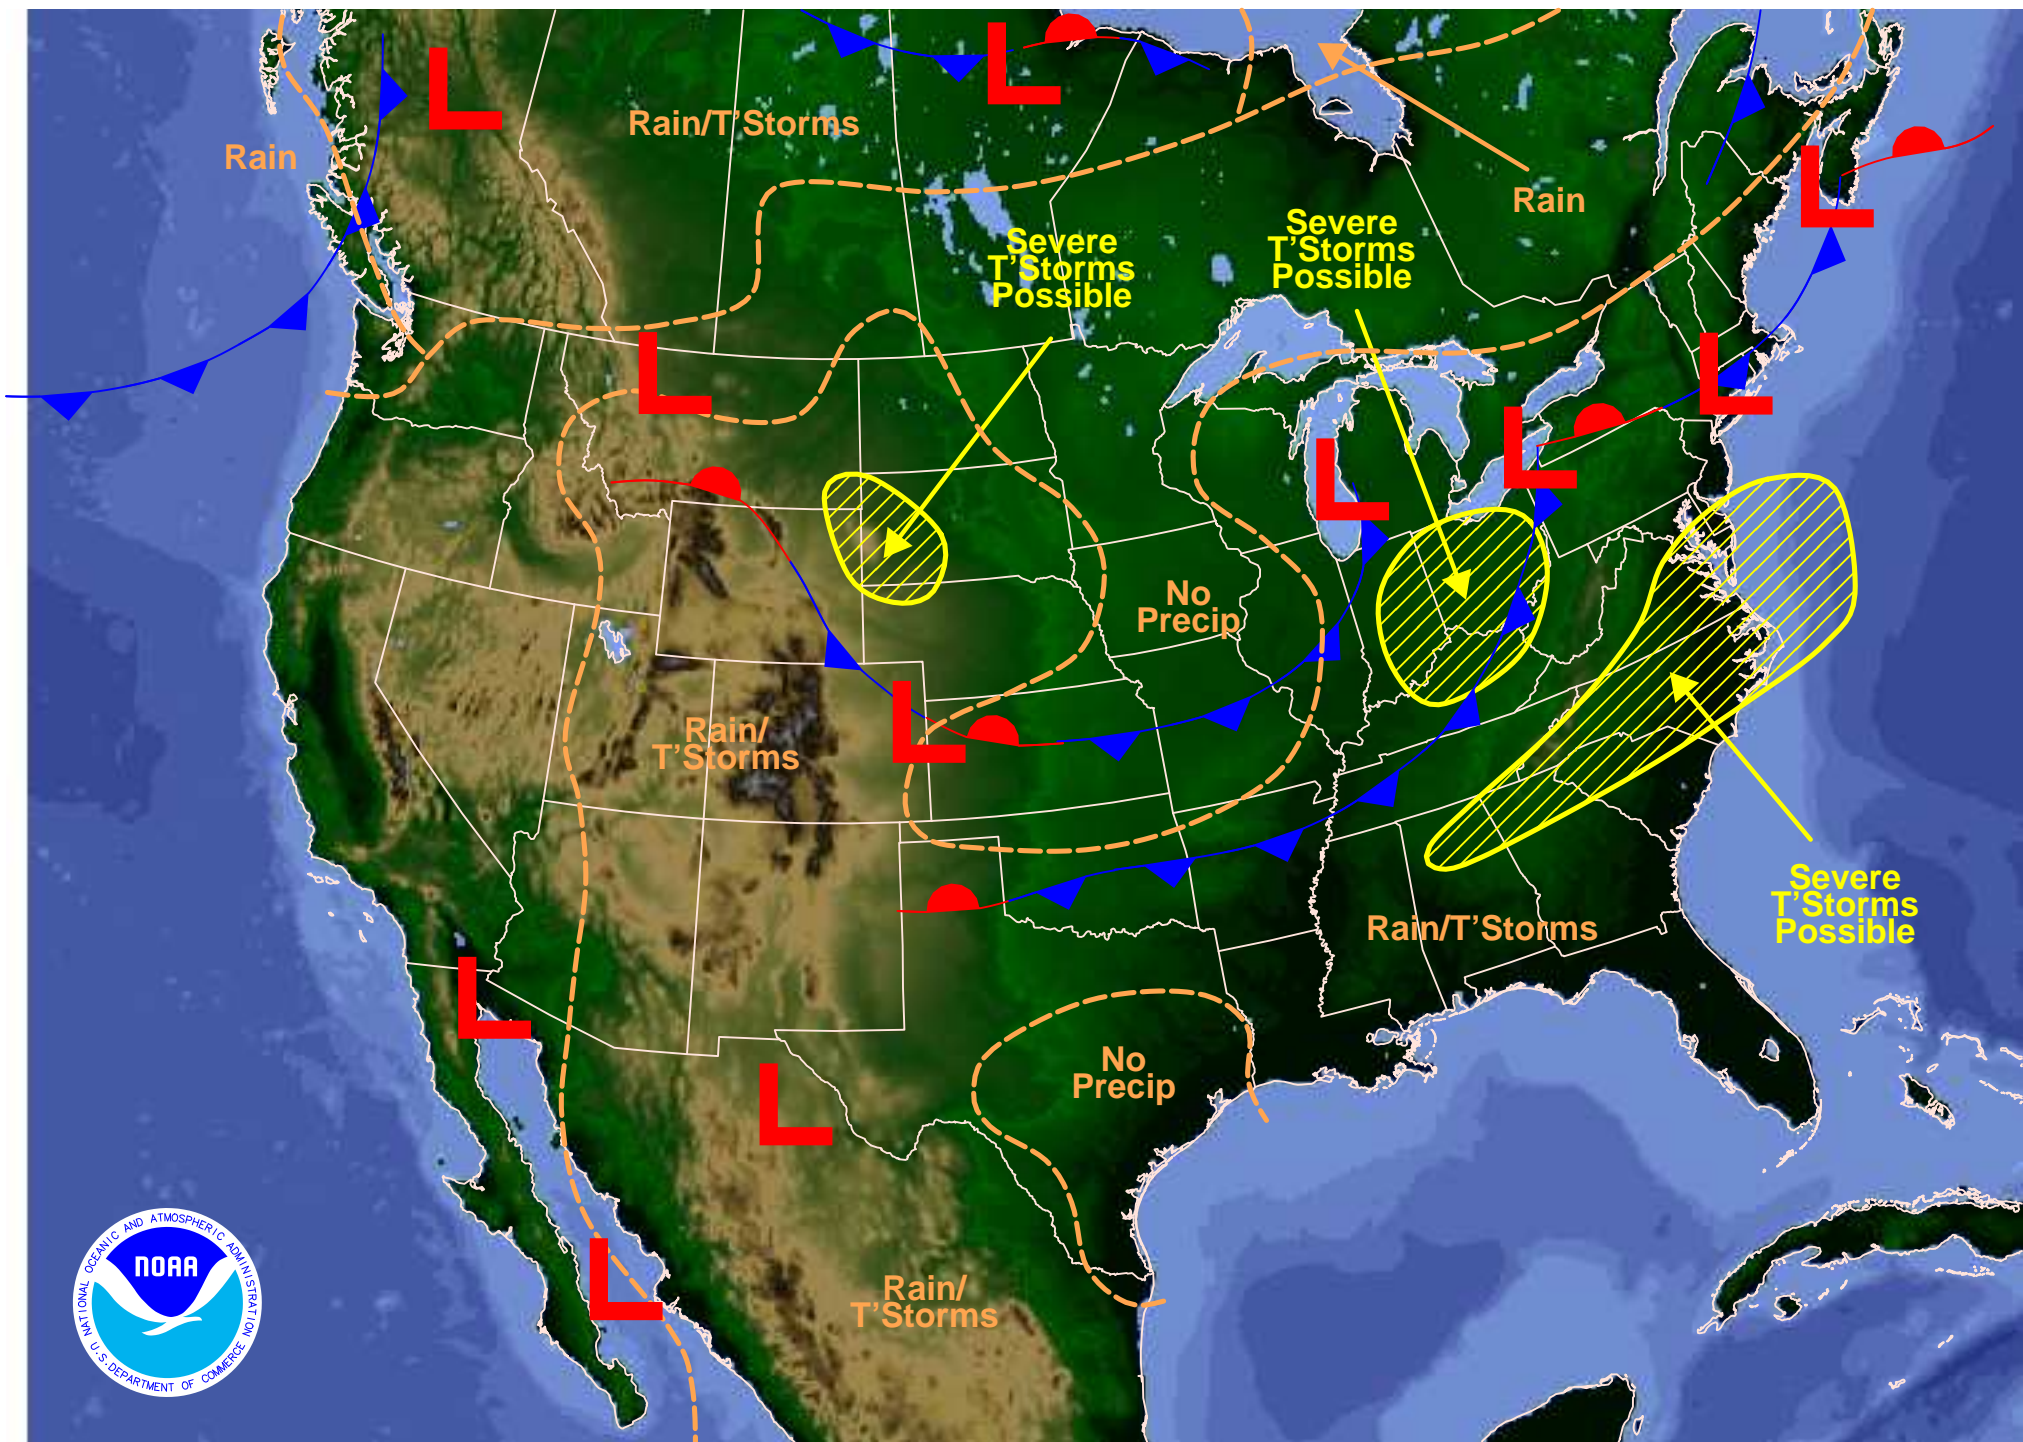 Rain/T'Storms
Rain
Rain
Severe
T'Storms
Possible
Severe
T'Storms
Possible
No
Precip
Rain/
T'Storms
Severe
T'Storms
Possible
Rain/T'Storms
No
Precip
Rain/
T'Storms
L
L
L
L
L
L
L
L
L
L
L
L
NATIONAL OCEANIC AND ATMOSPHERIC ADMINISTRATION
NOAA
U.S. DEPARTMENT OF COMMERCE